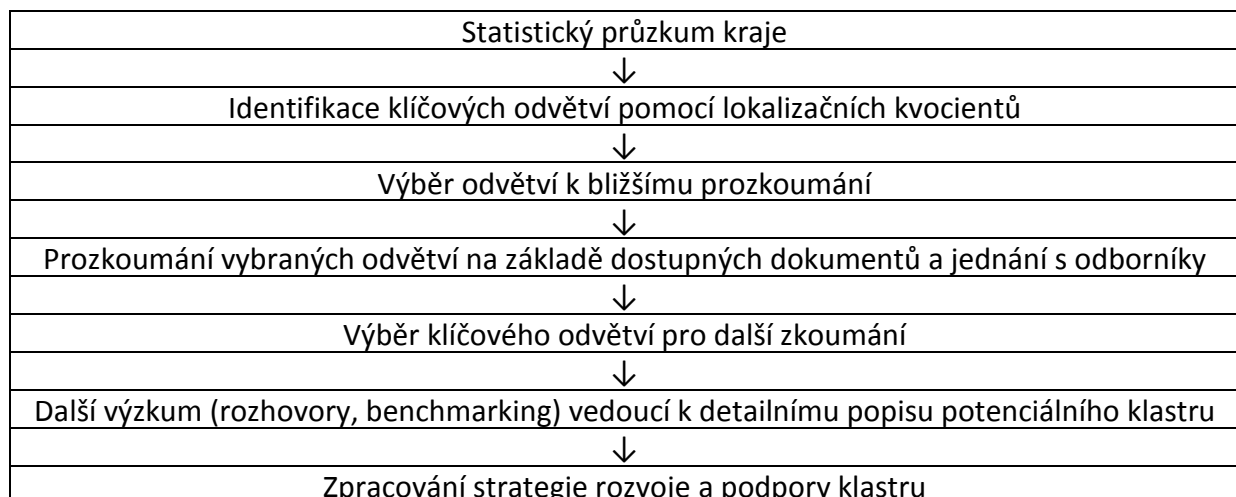 Statistický průzkum kraje
↓
Identifikace klíčových odvětví pomocí lokalizačních kvocientů
↓
Výběr odvětví k bližšímu prozkoumání
↓
Prozkoumání vybraných odvětví na základě dostupných dokumentů a jednání s odborníky
↓
Výběr klíčového odvětví pro další zkoumání
↓
Další výzkum (rozhovory, benchmarking) vedoucí k detailnímu popisu potenciálního klastru
↓
Zpracování strategie rozvoje a podpory klastru